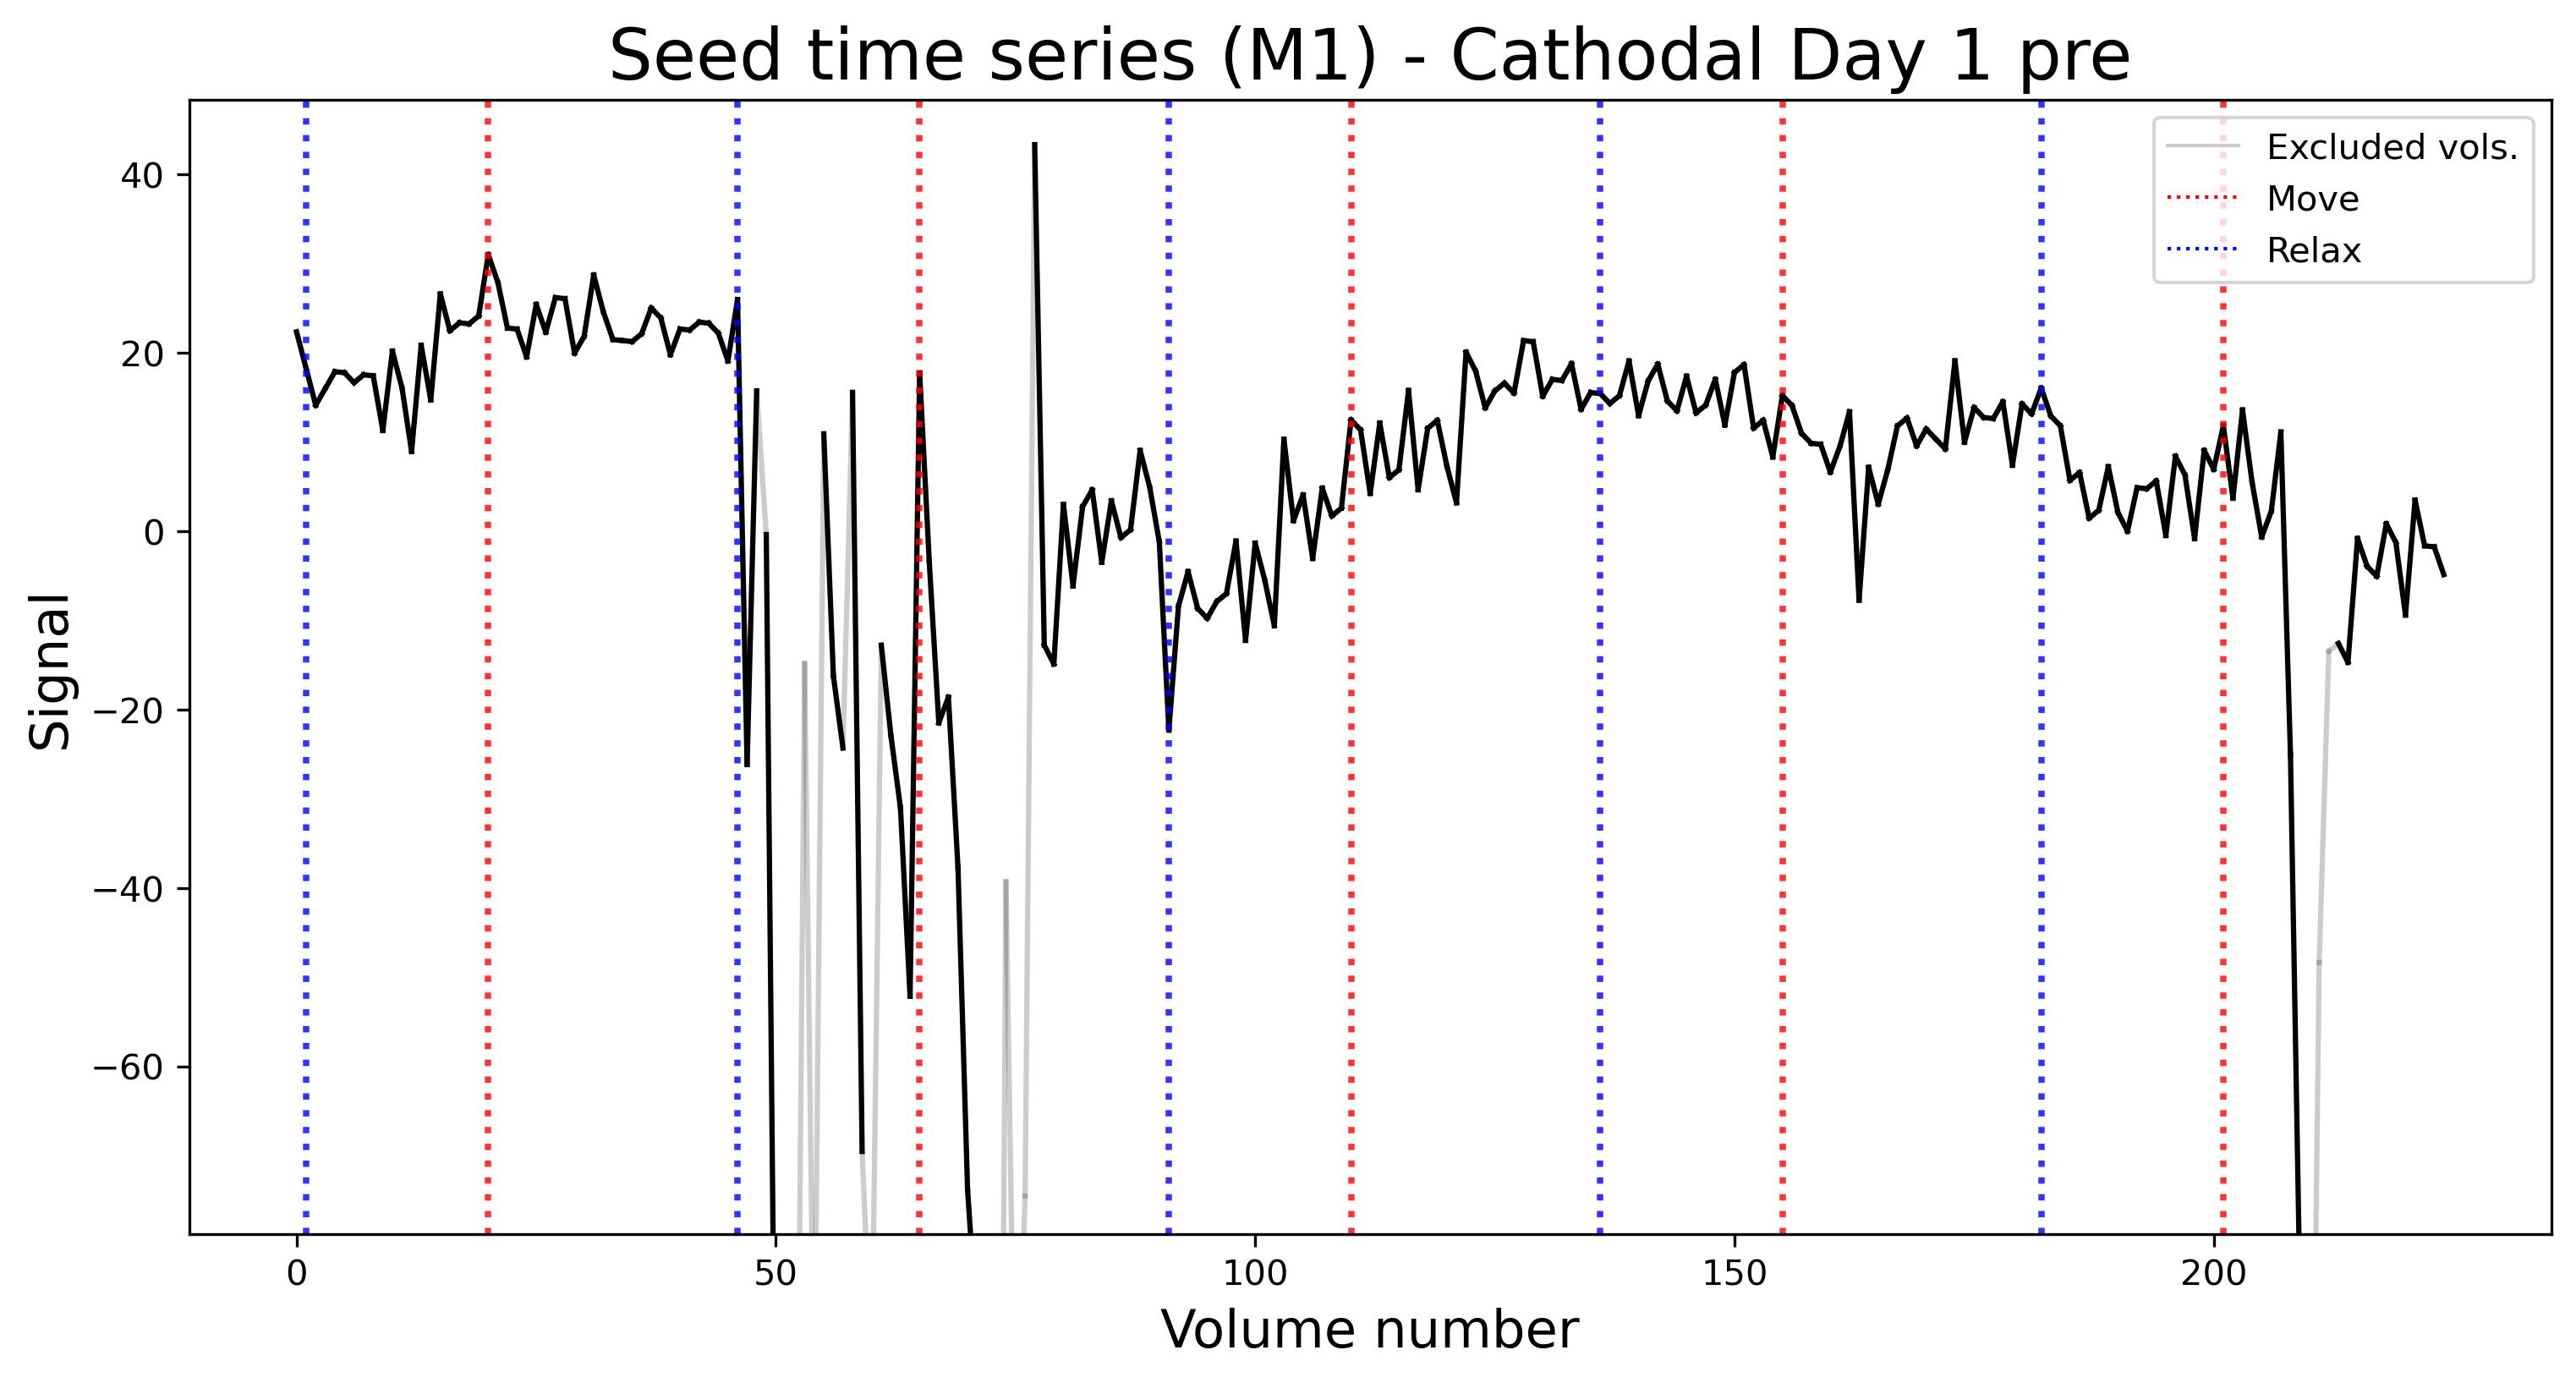 Seed time series (M1) - Cathodal Day 1 pre
Excluded vols.
Move
Relax
40
20
0
−20
−40
−60
Signal
0 50 100 150 200
Volume number